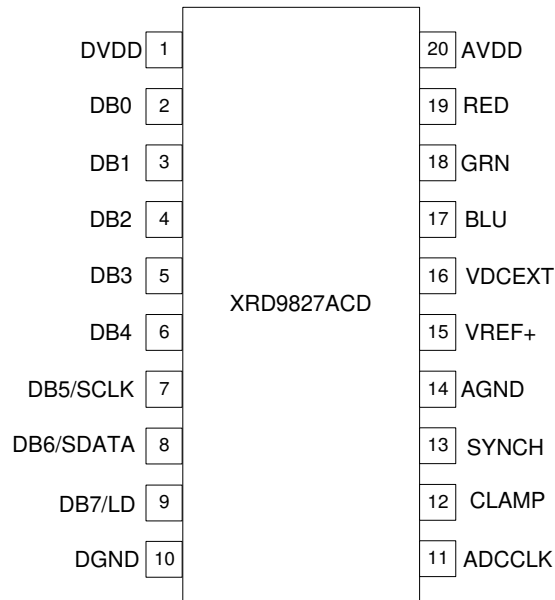 DVDD 1 20 AVDD
DB0 2 19 RED
DB1 3 18 GRN
DB2 4 17 BLU
DB3 5 16 VDCEXT
XRD9827ACD
DB4 6 15 VREF+
DB5/SCLK 7 14 AGND
DB6/SDATA 8 13 SYNCH
DB7/LD 9 12 CLAMP
DGND 10 11 ADCCLK